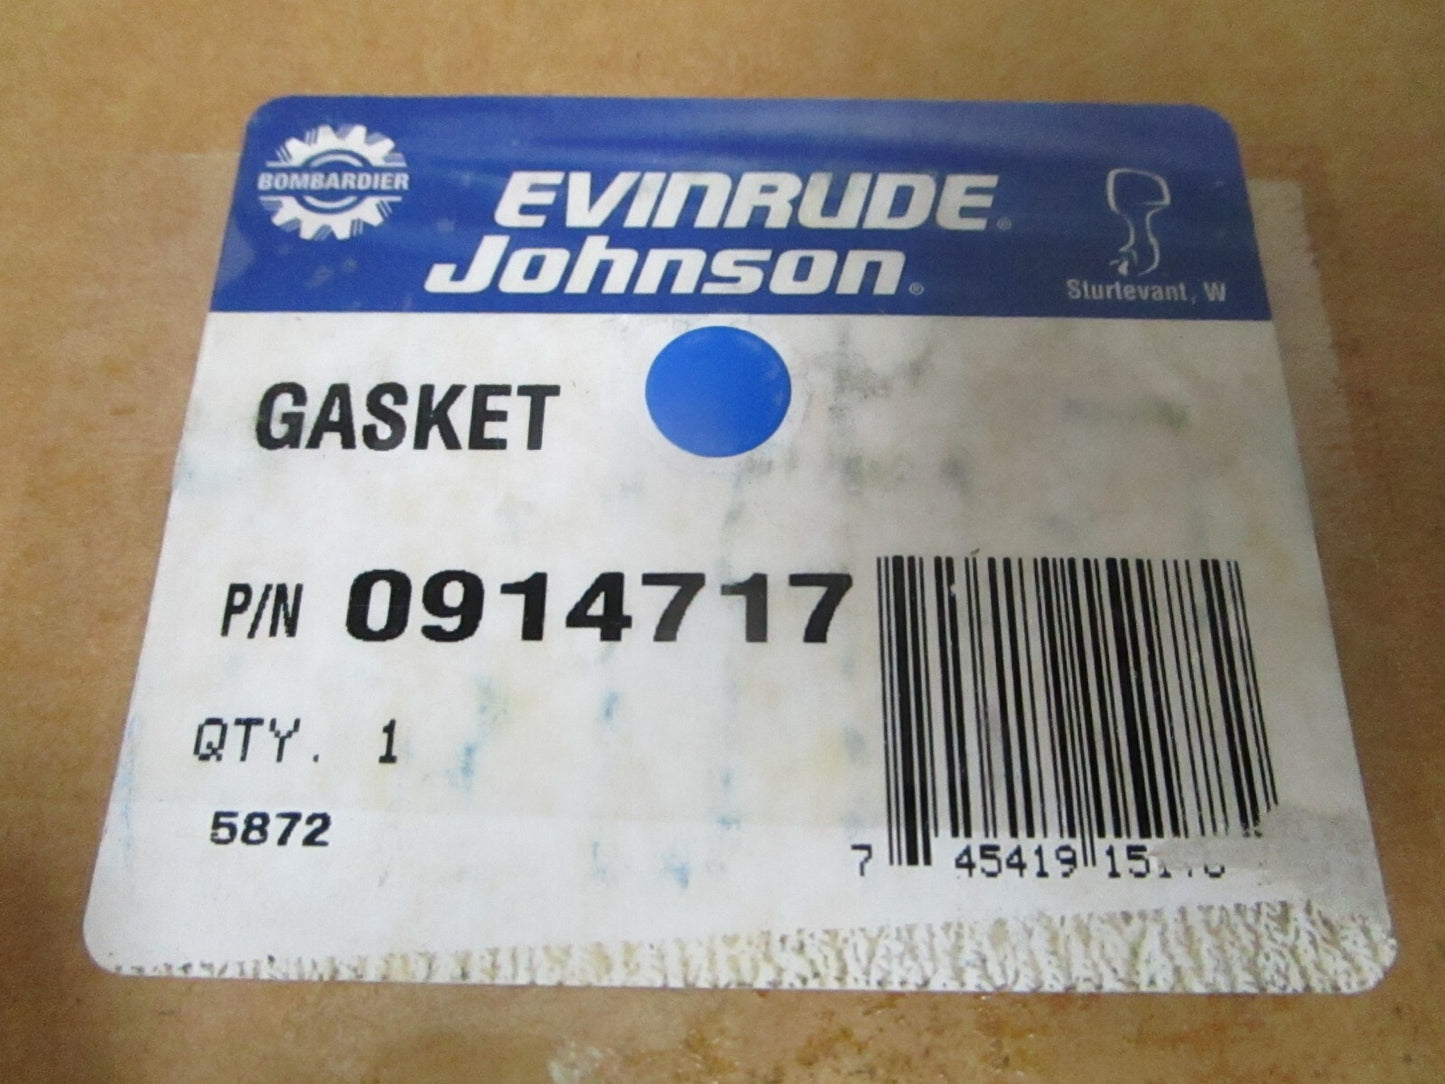 BOMBARDIER
EVINRUDE®
Johnson®
Sturtevant, W
GASKET
P/N 0914717
QTY. 1
5872
7 45419